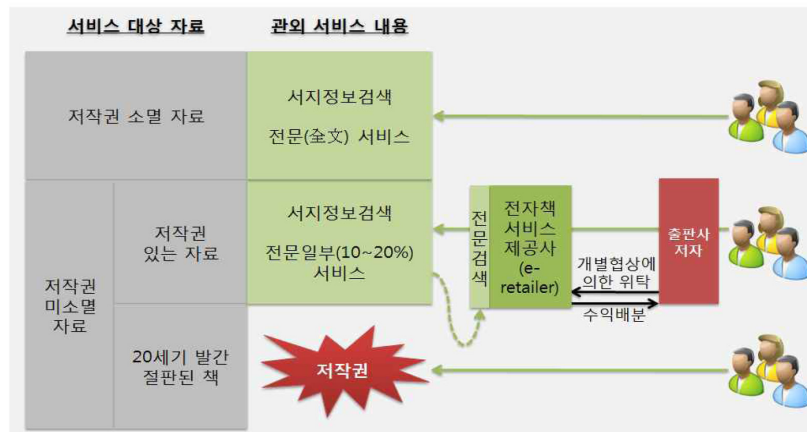 서비스 대상 자료
관외 서비스 내용
저작권 소멸 자료
서지정보검색
전문(全文) 서비스
저작권
미소멸
자료
저작권
있는 자료
서지정보검색
전문일부(10~20%)
서비스
전문검색
전자책
서비스
제공사
(e-
retailer)
개별협상에
의한 위탁
수익배분
출판사
저자
20세기 발간
절판된 책
저작권